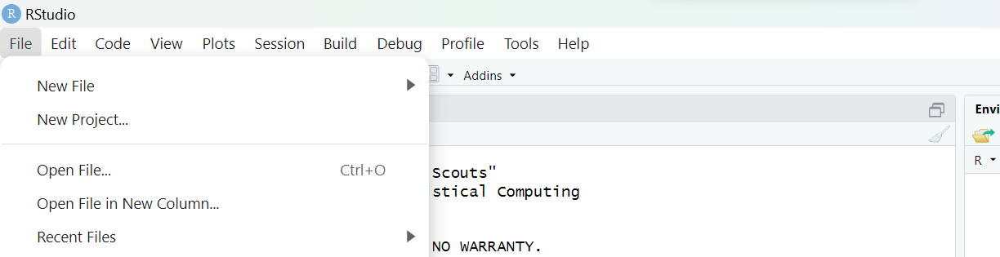 R RStudio
File Edit Code View Plots Session Build Debug Profile Tools Help
Addins
New File
New Project...
Envi
Open File... Ctrl+O
R
Scouts"
stistical Computing
Open File in New Column...
Recent Files
NO WARRANTY.